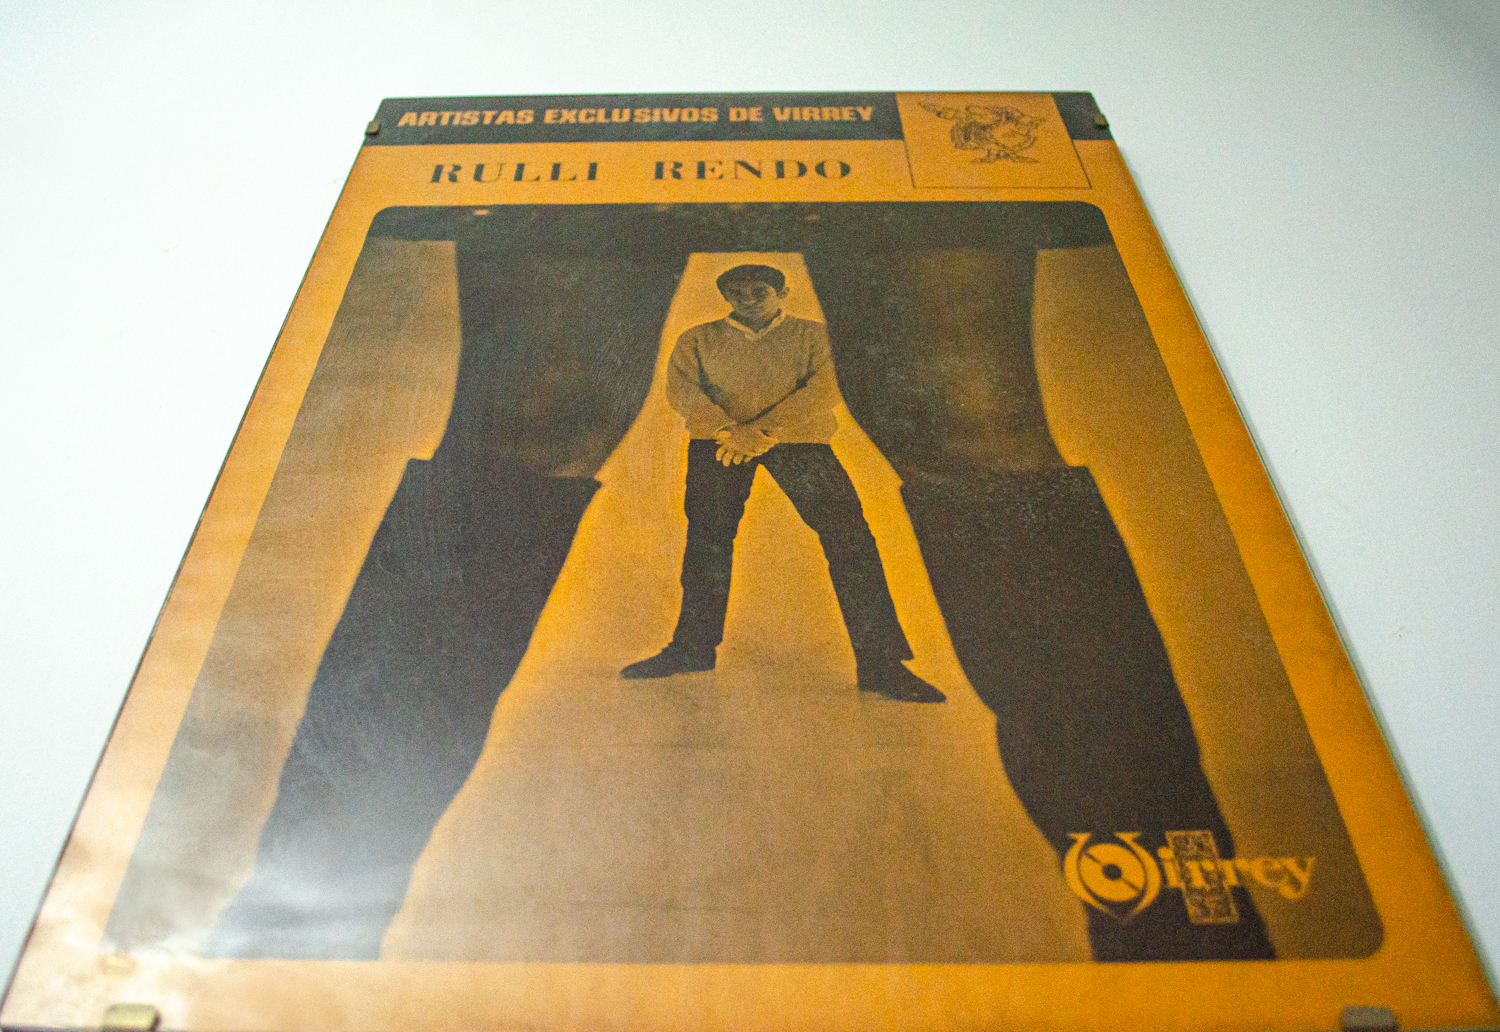 ARTISTAS EXCLUSIVOS DE VIRREY
RULLI RENDO
Virrey